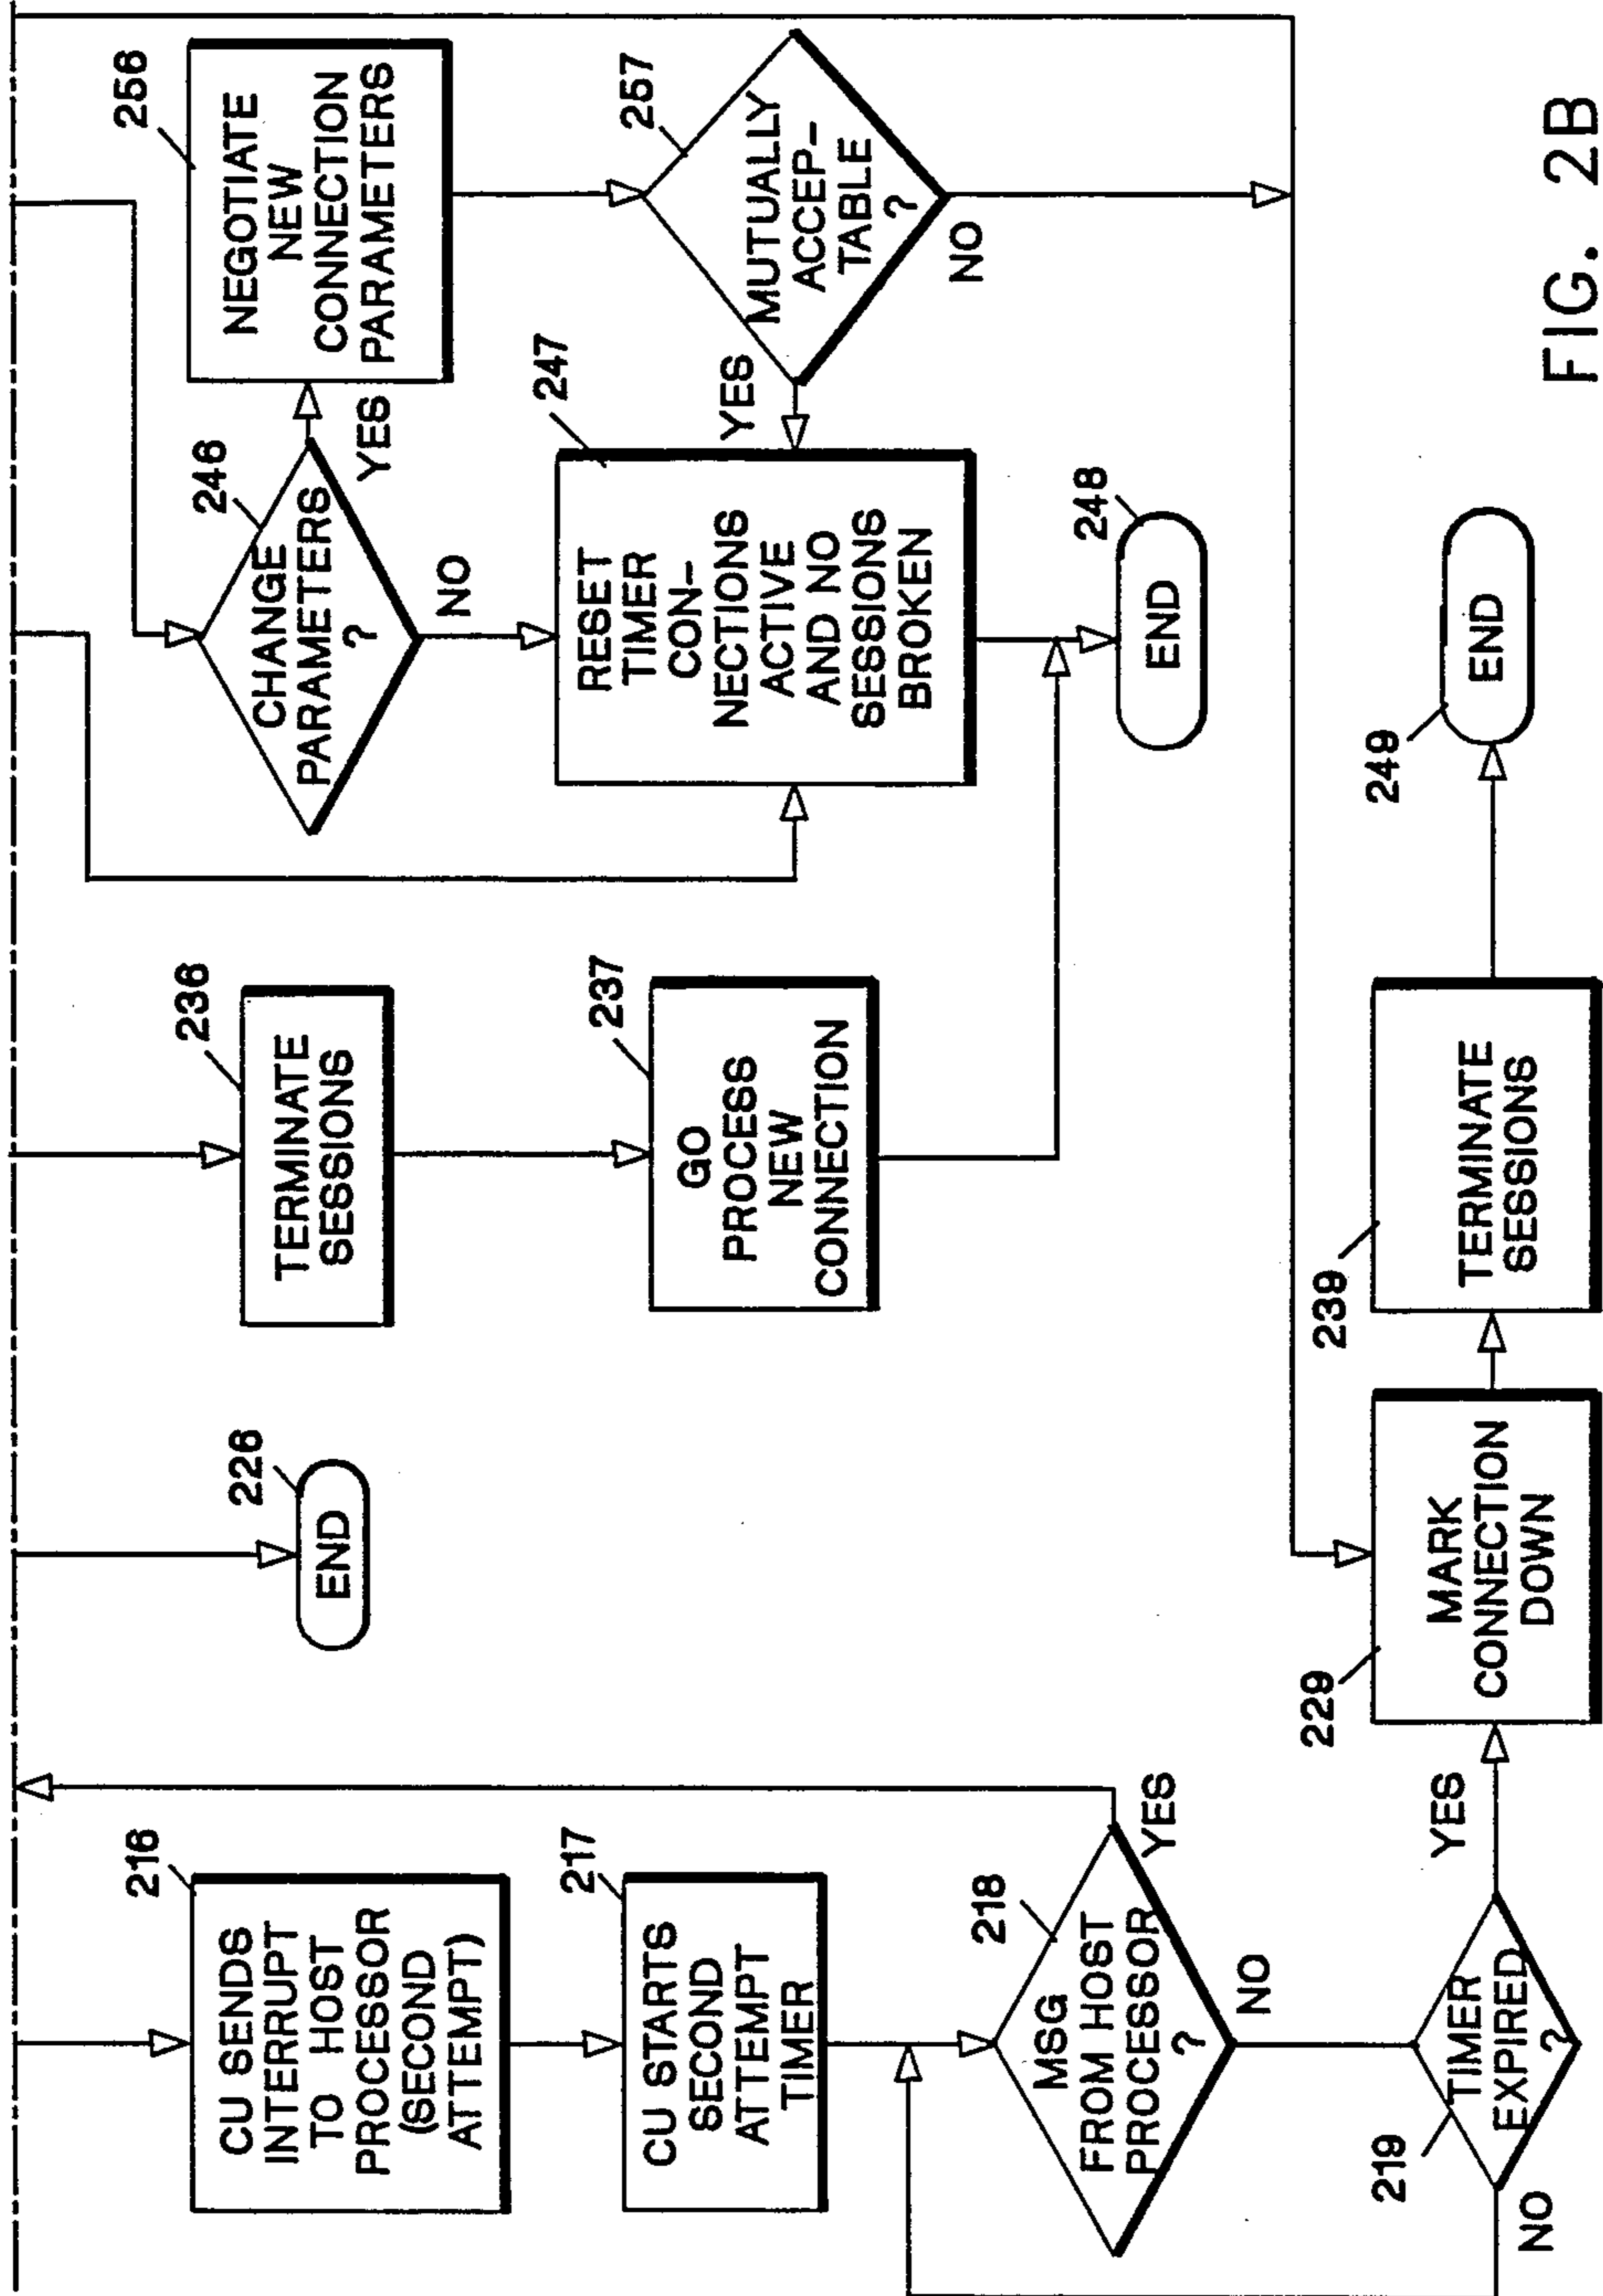 216
CU SENDS
INTERRUPT
TO HOST
PROCESSOR
(SECOND
ATTEMPT)
217
CU STARTS
SECOND
ATTEMPT
TIMER
218
MSG
FROM HOST
PROCESSOR
?
YES
NO
219
TIMER
EXPIRED
?
YES
NO
226
END
229
MARK
CONNECTION
DOWN
236
TERMINATE
SESSIONS
237
GO
PROCESS
NEW
CONNECTION
239
TERMINATE
SESSIONS
246
CHANGE
PARAMETERS
?
YES
NO
247
RESET
TIMER
CON-
NECTIONS
ACTIVE
AND NO
SESSIONS
BROKEN
248
END
249
END
256
NEGOTIATE
NEW
CONNECTION
PARAMETERS
257
MUTUALLY
ACCEP-
TABLE
?
YES
NO
FIG. 2B